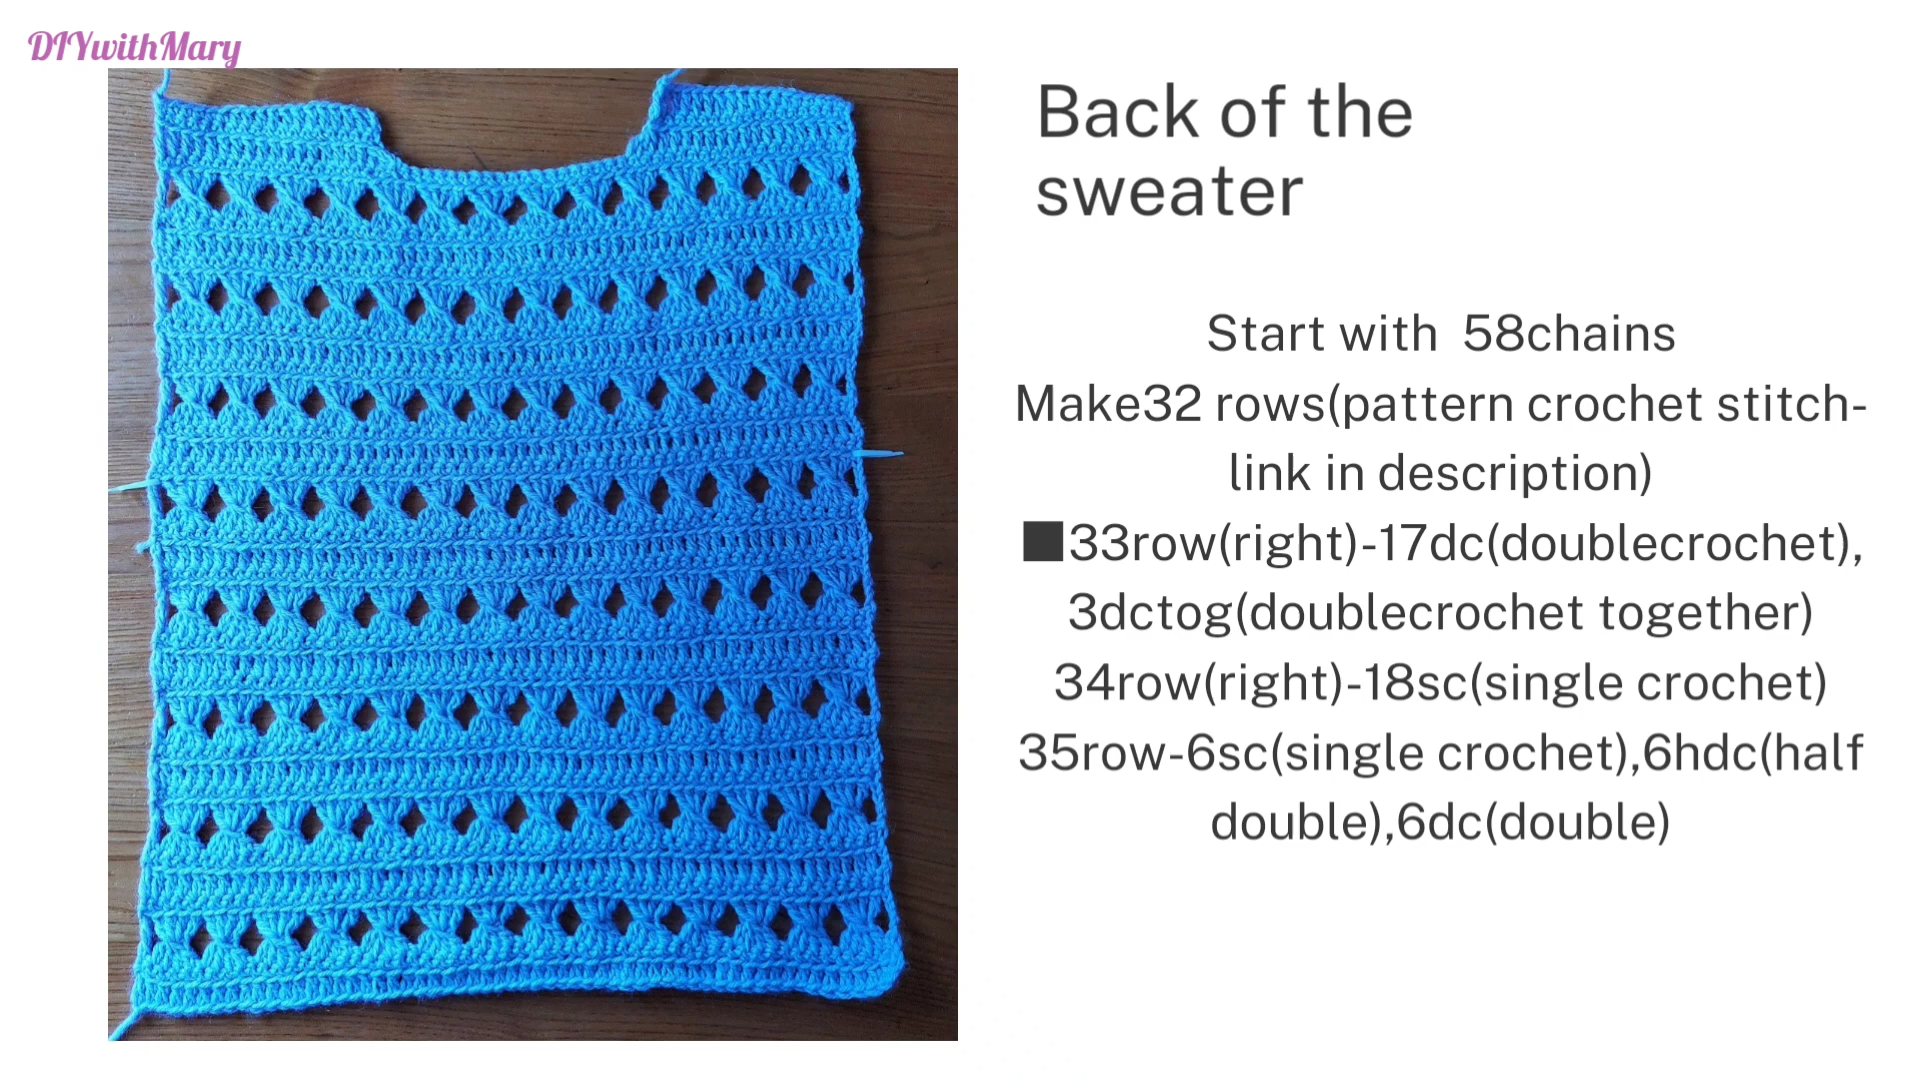 DIYwithMary
Back of the
sweater
Start with 58chains
Make32 rows(pattern crochet stitch-
link in description)
■33row(right)-17dc(doublecrochet),
3dctog(doublecrochet together)
34row(right)-18sc(single crochet)
35row-6sc(single crochet),6hdc(half
double),6dc(double)